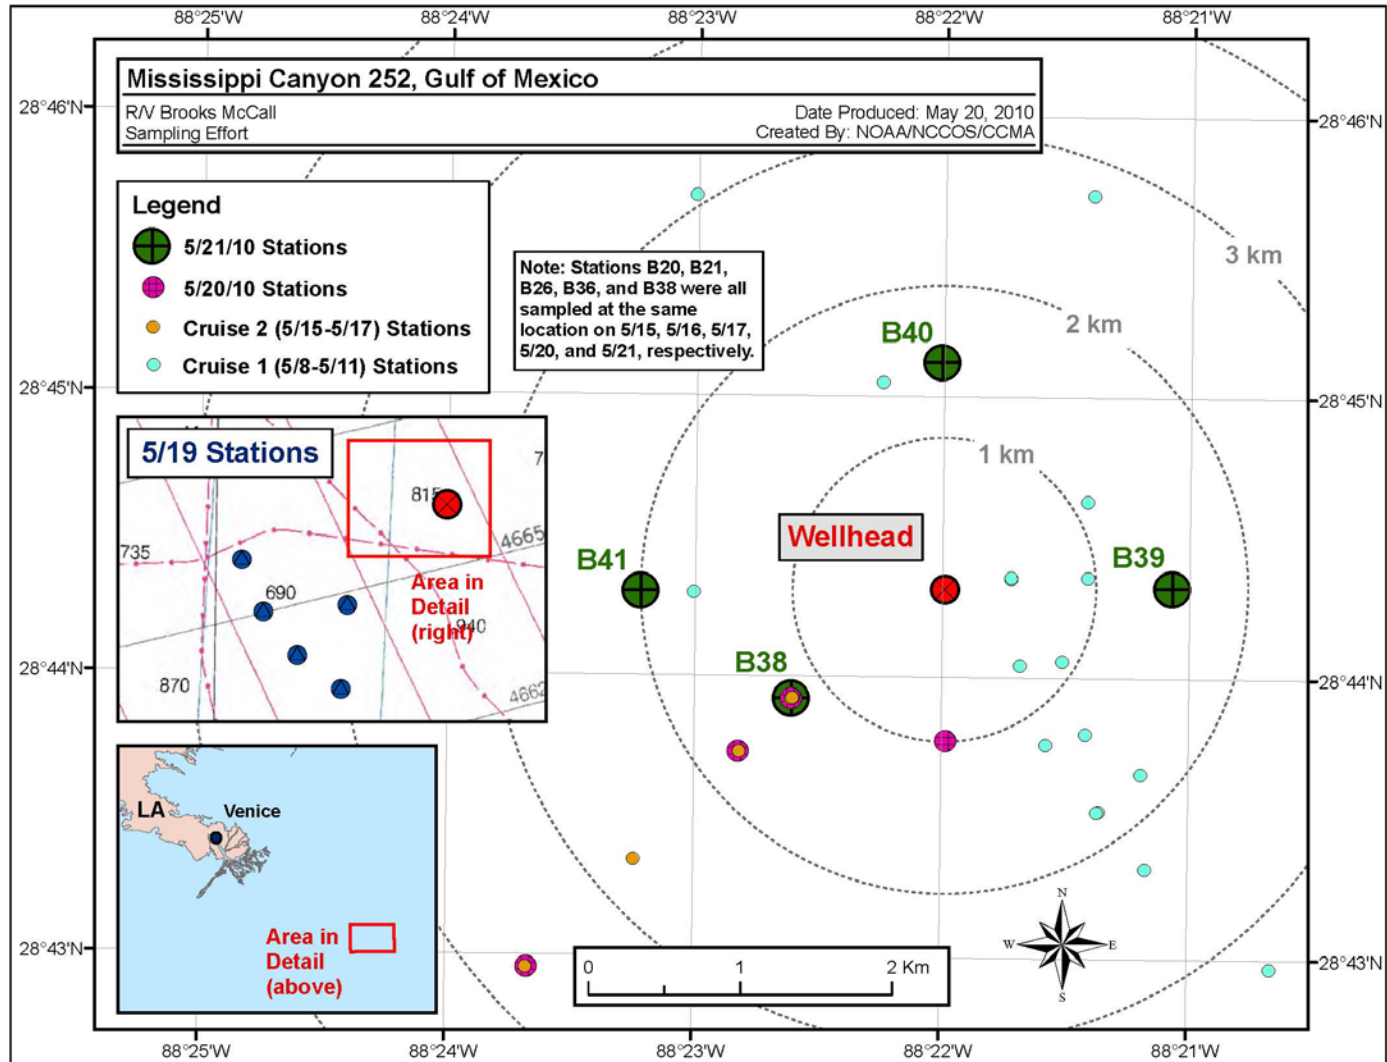 88°25'W 88°24'W 88°23'W 88°22'W 88°21'W
Mississippi Canyon 252, Gulf of Mexico
R/V Brooks McCall
Sampling Effort
Date Produced: May 20, 2010
Created By: NOAA/NCCOS/CCMA
28°46'N
28°46'N
Legend
5/21/10 Stations
5/20/10 Stations
Cruise 2 (5/15-5/17) Stations
Cruise 1 (5/8-5/11) Stations
Note: Stations B20, B21,
B26, B36, and B38 were all
sampled at the same
location on 5/15, 5/16, 5/17,
5/20, and 5/21, respectively.
3 km
2 km
1 km
B40
28°45'N
28°45'N
5/19 Stations
7
815
4665
735
690
Area in
Detail
(right)
940
870
4662
Wellhead
B41
B39
B38
28°44'N
28°44'N
LA
Venice
Area in
Detail
(above)
28°43'N
28°43'N
0 1 2 Km
N
W E
S
88°25'W 88°24'W 88°23'W 88°22'W 88°21'W